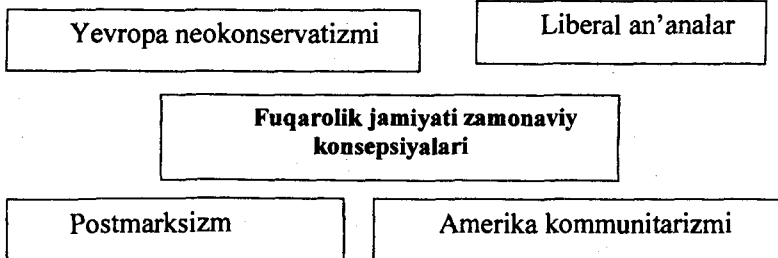 Yevropa neokonservatizmi
Liberal an’analar
Fuqarolik jamiyati zamonaviy
konsepsiyalari
Postmarksizm
Amerika kommunitarizmi